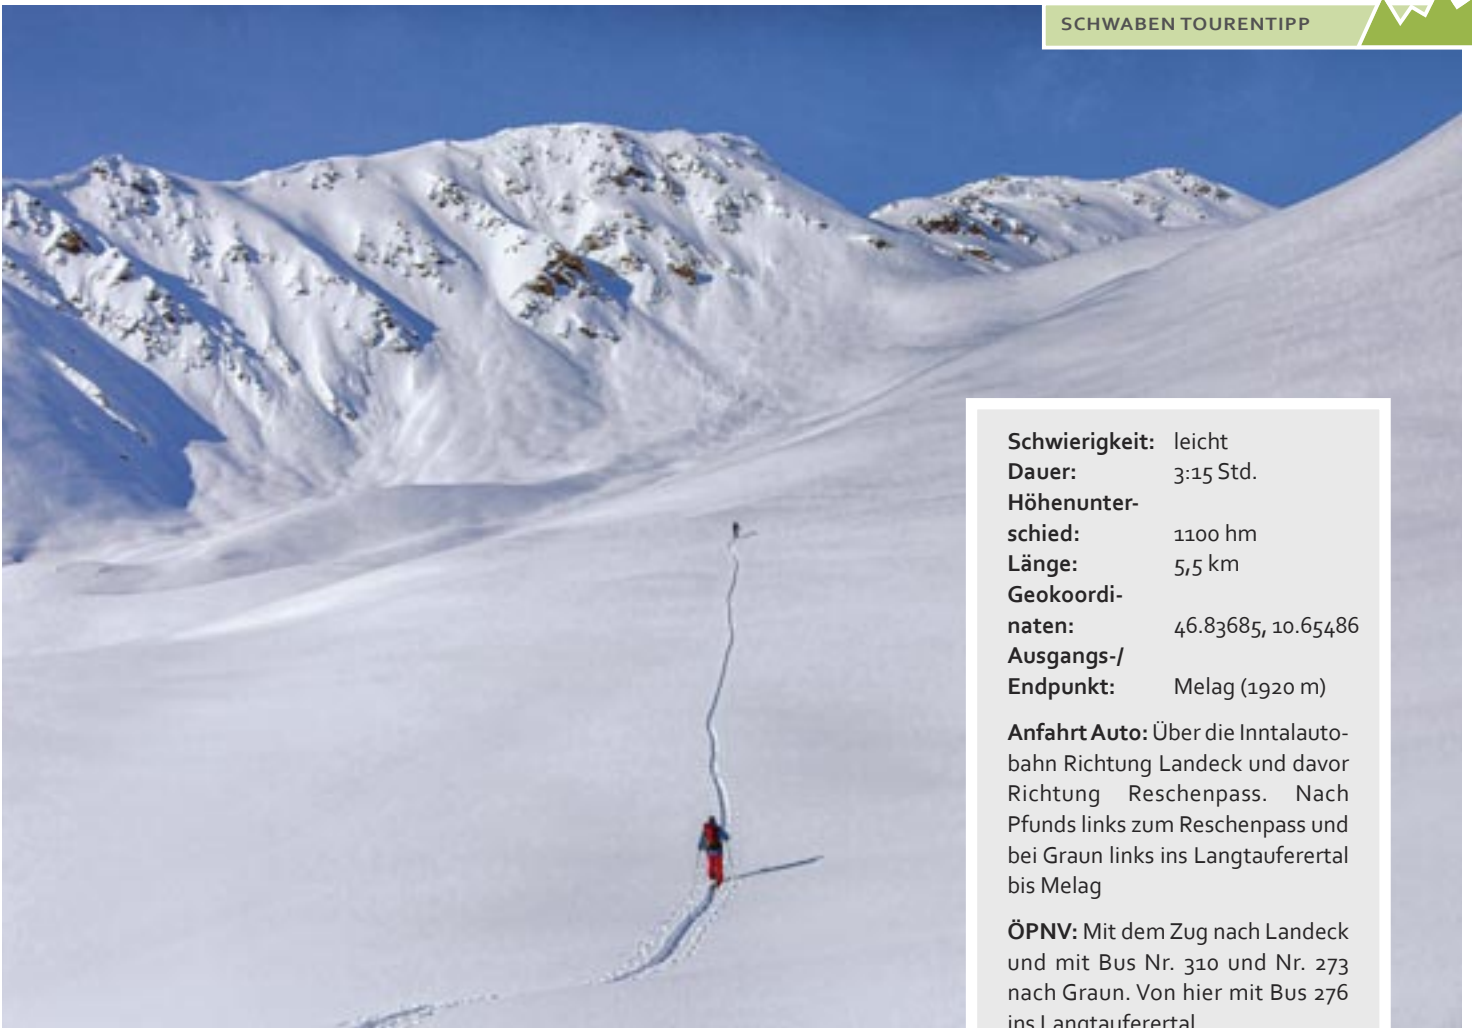 SCHWABEN TOURENTIPP
Schwierigkeit: leicht
Dauer: 3:15 Std.
Höhenunter-
schied: 1100 hm
Länge: 5,5 km
Geokoordi-
naten: 46.83685, 10.65486
Ausgangs-/
Endpunkt: Melag (1920 m)
Anfahrt Auto: Über die Inntalauto-
bahn Richtung Landeck und davor
Richtung Reschenpass. Nach
Pfunds links zum Reschenpass und
bei Graun links ins Langtauferertal
bis Melag
ÖPNV: Mit dem Zug nach Landeck
und mit Bus Nr. 310 und Nr. 273
nach Graun. Von hier mit Bus 276
ins Langtauferertal